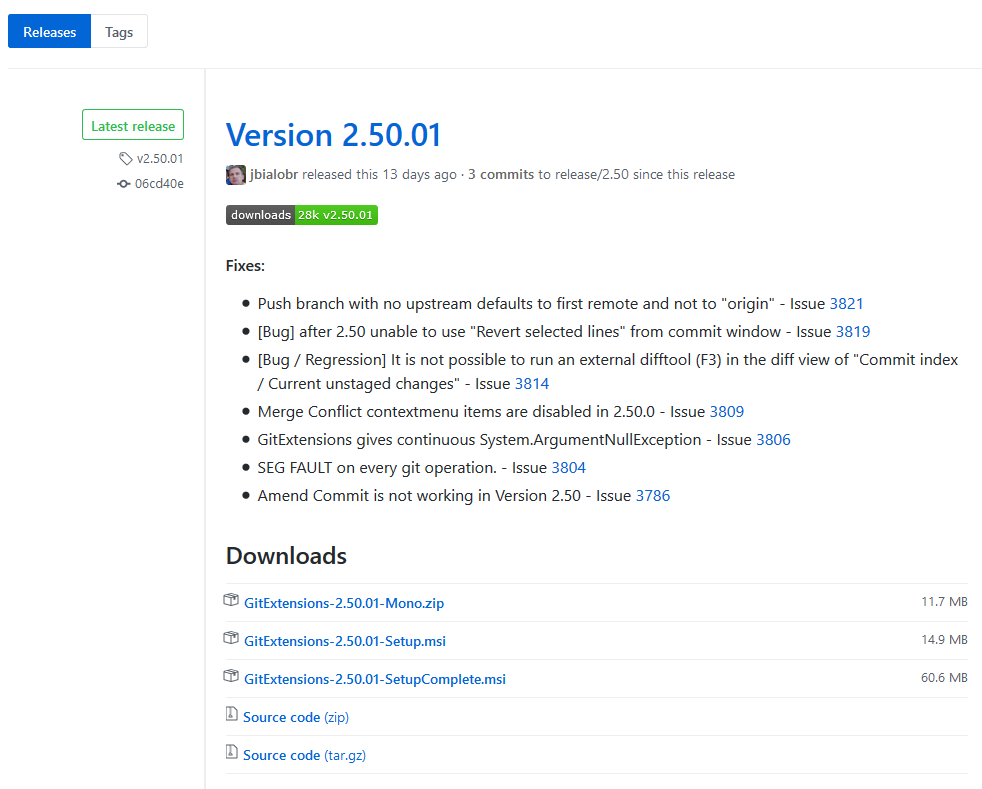 Releases Tags
Latest release
v2.50.01
06cd40e
Version 2.50.01
jbialobr released this 13 days ago · 3 commits to release/2.50 since this release
downloads 28k v2.50.01
Fixes:
• Push branch with no upstream defaults to first remote and not to "origin" - Issue 3821
• [Bug] after 2.50 unable to use "Revert selected lines" from commit window - Issue 3819
• [Bug / Regression] It is not possible to run an external difftool (F3) in the diff view of "Commit index
/ Current unstaged changes" - Issue 3814
• Merge Conflict contextmenu items are disabled in 2.50.0 - Issue 3809
• GitExtensions gives continuous System.ArgumentNullException - Issue 3806
• SEG FAULT on every git operation. - Issue 3804
• Amend Commit is not working in Version 2.50 - Issue 3786
Downloads
GitExtensions-2.50.01-Mono.zip 11.7 MB
GitExtensions-2.50.01-Setup.msi 14.9 MB
GitExtensions-2.50.01-SetupComplete.msi 60.6 MB
Source code (zip)
Source code (tar.gz)